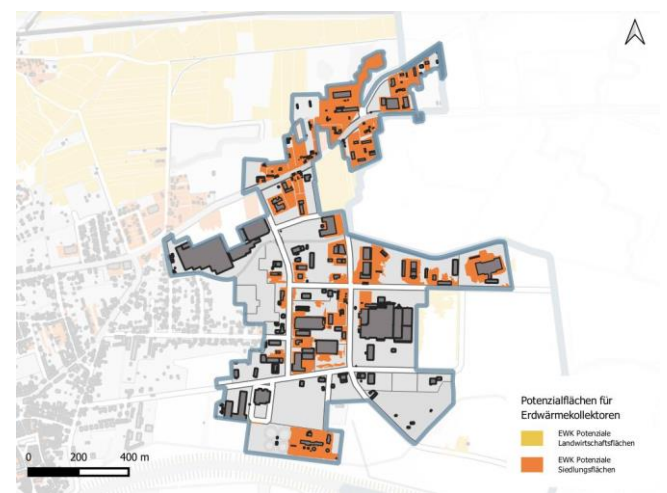 Potenzialflächen für
Erdwärmekollektoren
EWK Potenziale
Landwirtschaftsflächen
EWK Potenziale
Siedlungsflächen
0 200 400 m